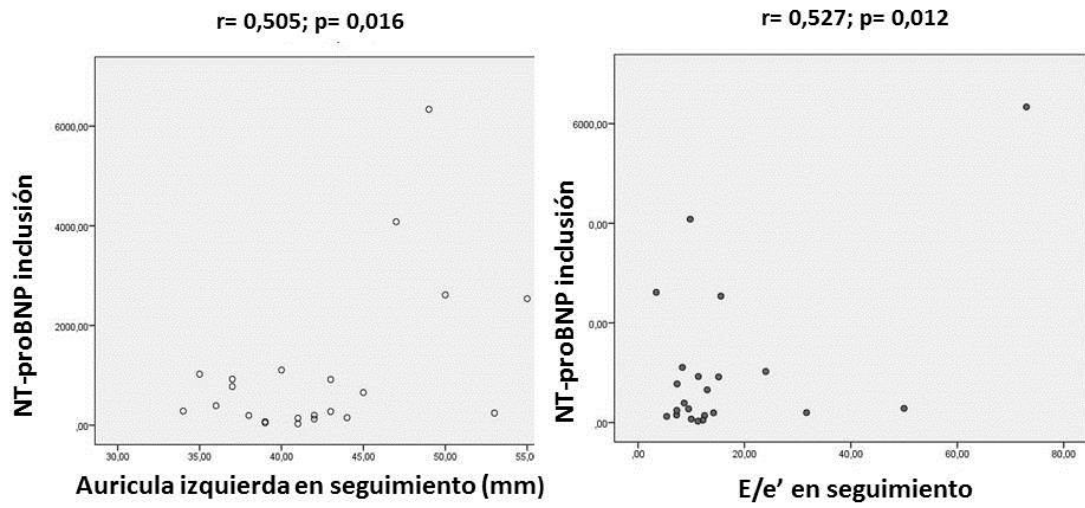 r= 0,505; p= 0,016
NT-proBNP inclusión
6000,00
4000,00
2000,00
,00
30,00 35,00 40,00 45,00 50,00 55,0
Auricula izquierda en seguimiento (mm)
r= 0,527; p= 0,012
NT-proBNP inclusión
6000,00
0,00
0,00
,00
,00 20,00 40,00 60,00 80,00
E/e’ en seguimiento